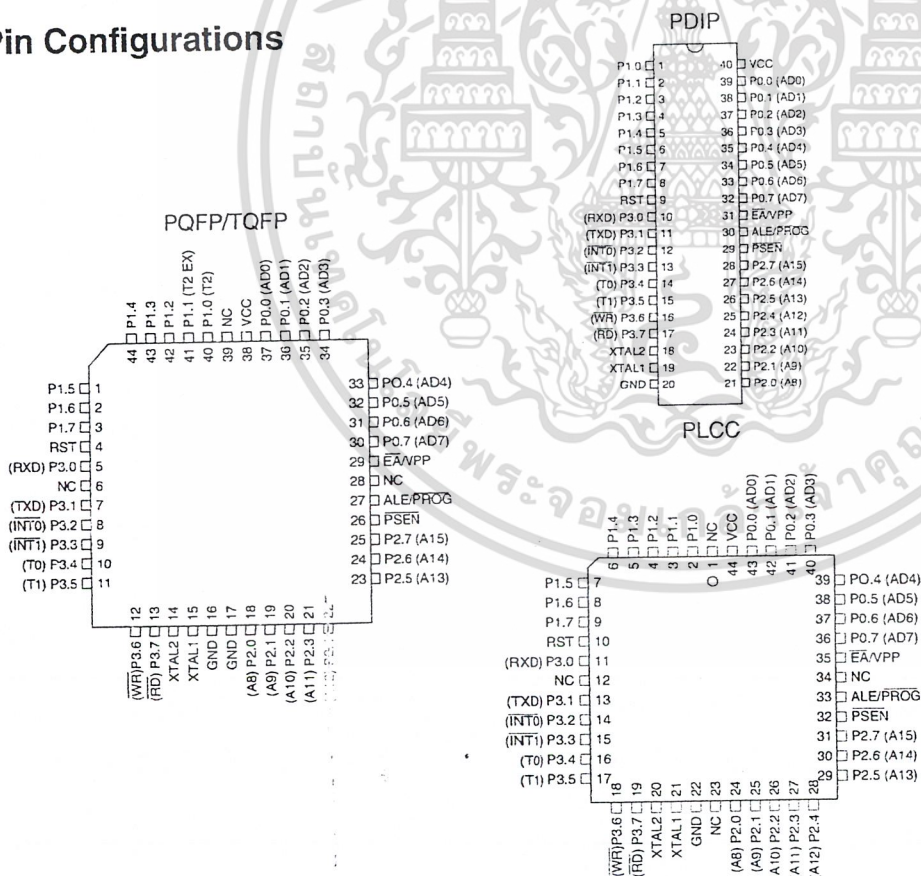 Pin Configurations
PDIP
P1.0 1 40 VCC
P1.1 2 39 P0.0 (AD0)
P1.2 3 38 P0.1 (AD1)
P1.3 4 37 P0.2 (AD2)
P1.4 5 36 P0.3 (AD3)
P1.5 6 35 P0.4 (AD4)
P1.6 7 34 P0.5 (AD5)
P1.7 8 33 P0.6 (AD6)
RST 9 32 P0.7 (AD7)
(RXD) P3.0 10 31 EA/VPP
(TXD) P3.1 11 30 ALE/PROG
(INT0) P3.2 12 29 PSEN
(INT1) P3.3 13 28 P2.7 (A15)
(T0) P3.4 14 27 P2.6 (A14)
(T1) P3.5 15 26 P2.5 (A13)
(WR) P3.6 16 25 P2.4 (A12)
(RD) P3.7 17 24 P2.3 (A11)
XTAL2 18 23 P2.2 (A10)
XTAL1 19 22 P2.1 (A9)
GND 20 21 P2.0 (A8)
PQFP/TQFP
44 P1.4
43 P1.3
42 P1.2
41 P1.1 (T2 EX)
40 P1.0 (T2)
39 NC
38 VCC
37 P0.0 (AD0)
36 P0.1 (AD1)
35 P0.2 (AD2)
34 P0.3 (AD3)
P1.5 1 33 PO.4 (AD4)
P1.6 2 32 P0.5 (AD5)
P1.7 3 31 P0.6 (AD6)
RST 4 30 P0.7 (AD7)
(RXD) P3.0 5 29 EA/VPP
NC 6 28 NC
(TXD) P3.1 7 27 ALE/PROG
(INT0) P3.2 8 26 PSEN
(INT1) P3.3 9 25 P2.7 (A15)
(T0) P3.4 10 24 P2.6 (A14)
(T1) P3.5 11 23 P2.5 (A13)
(WR)P3.6 12
(RD) P3.7 13
XTAL2 14
XTAL1 15
GND 16
GND 17
(A8) P2.0 18
(A9) P2.1 19
(A10) P2.2 20
(A11) P2.3 21
PLCC
6 P1.4
5 P1.3
4 P1.2
3 P1.1
2 P1.0
1 NC
44 VCC
43 P0.0 (AD0)
42 P0.1 (AD1)
41 P0.2 (AD2)
40 P0.3 (AD3)
P1.5 7 39 PO.4 (AD4)
P1.6 8 38 P0.5 (AD5)
P1.7 9 37 P0.6 (AD6)
RST 10 36 P0.7 (AD7)
(RXD) P3.0 11 35 EA/VPP
NC 12 34 NC
(TXD) P3.1 13 33 ALE/PROG
(INT0) P3.2 14 32 PSEN
(INT1) P3.3 15 31 P2.7 (A15)
(T0) P3.4 16 30 P2.6 (A14)
(T1) P3.5 17 29 P2.5 (A13)
(WR)P3.6 18
(RD) P3.7 19
XTAL2 20
XTAL1 21
GND 22
NC 23
(A8) P2.0 24
(A9) P2.1 25
A10) P2.2 26
A11) P2.3 27
A12) P2.4 28